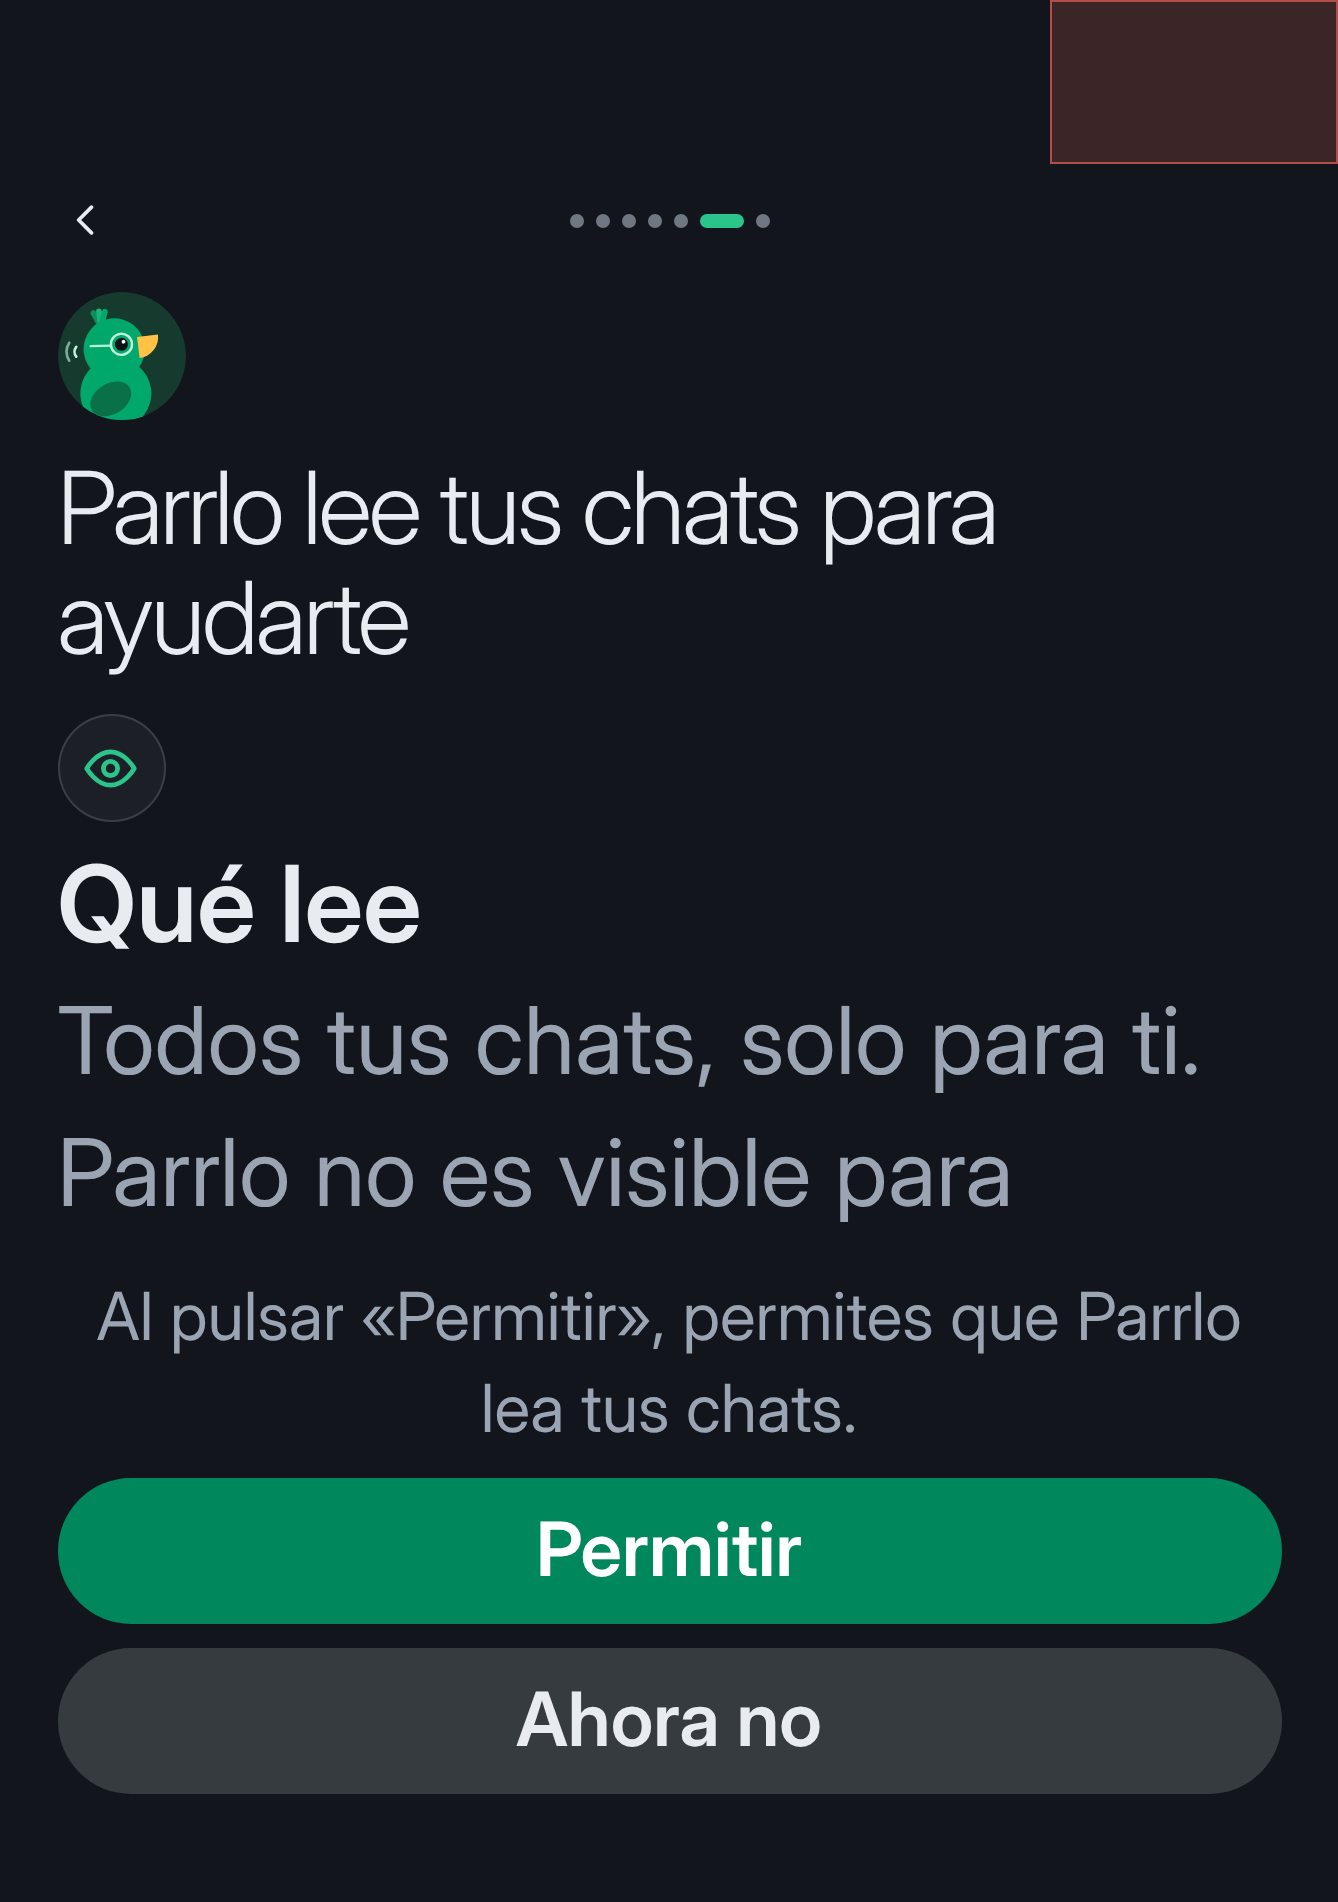 Parrlo lee tus chats para
ayudarte
Qué lee
Todos tus chats, solo para ti.
Parrlo no es visible para
Al pulsar «Permitir», permites que Parrlo
lea tus chats.
Permitir
Ahora no